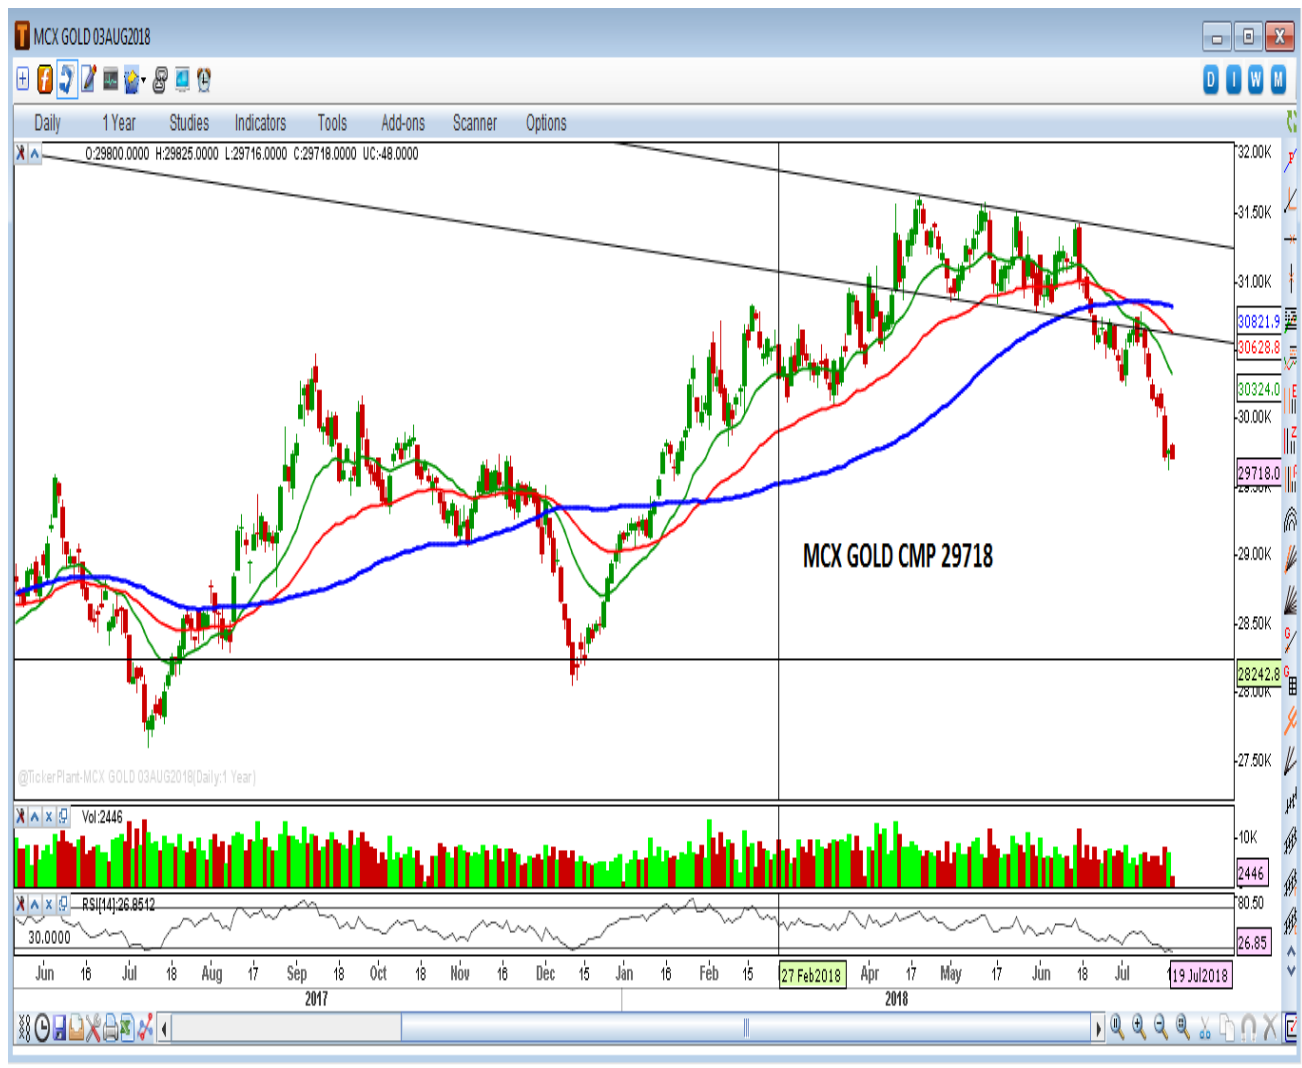 MCX GOLD 03AUG2018
D I W M
Daily 1 Year Studies Indicators Tools Add-ons Scanner Options
O:29800.0000 H:29825.0000 L:29716.0000 C:29718.0000 UC:-48.0000
32.00K
31.50K
31.00K
30821.9
30628.8
30324.0
30.00K
29718.0
29.50K
29.00K
MCX GOLD CMP 29718
28.50K
28242.8
28.00K
27.50K
@TickerPlant-MCX GOLD 03AUG2018(Daily:1 Year)
Vol:2446
10K
2446
RSI[14]:26.8512
80.50
30.0000
26.85
Jun 16 Jul 18 Aug 17 Sep 18 Oct 18 Nov 16 Dec 15 Jan 16 Feb 15 27 Feb2018 Apr 17 May 17 Jun 18 Jul 19 Jul2018
2017 2018